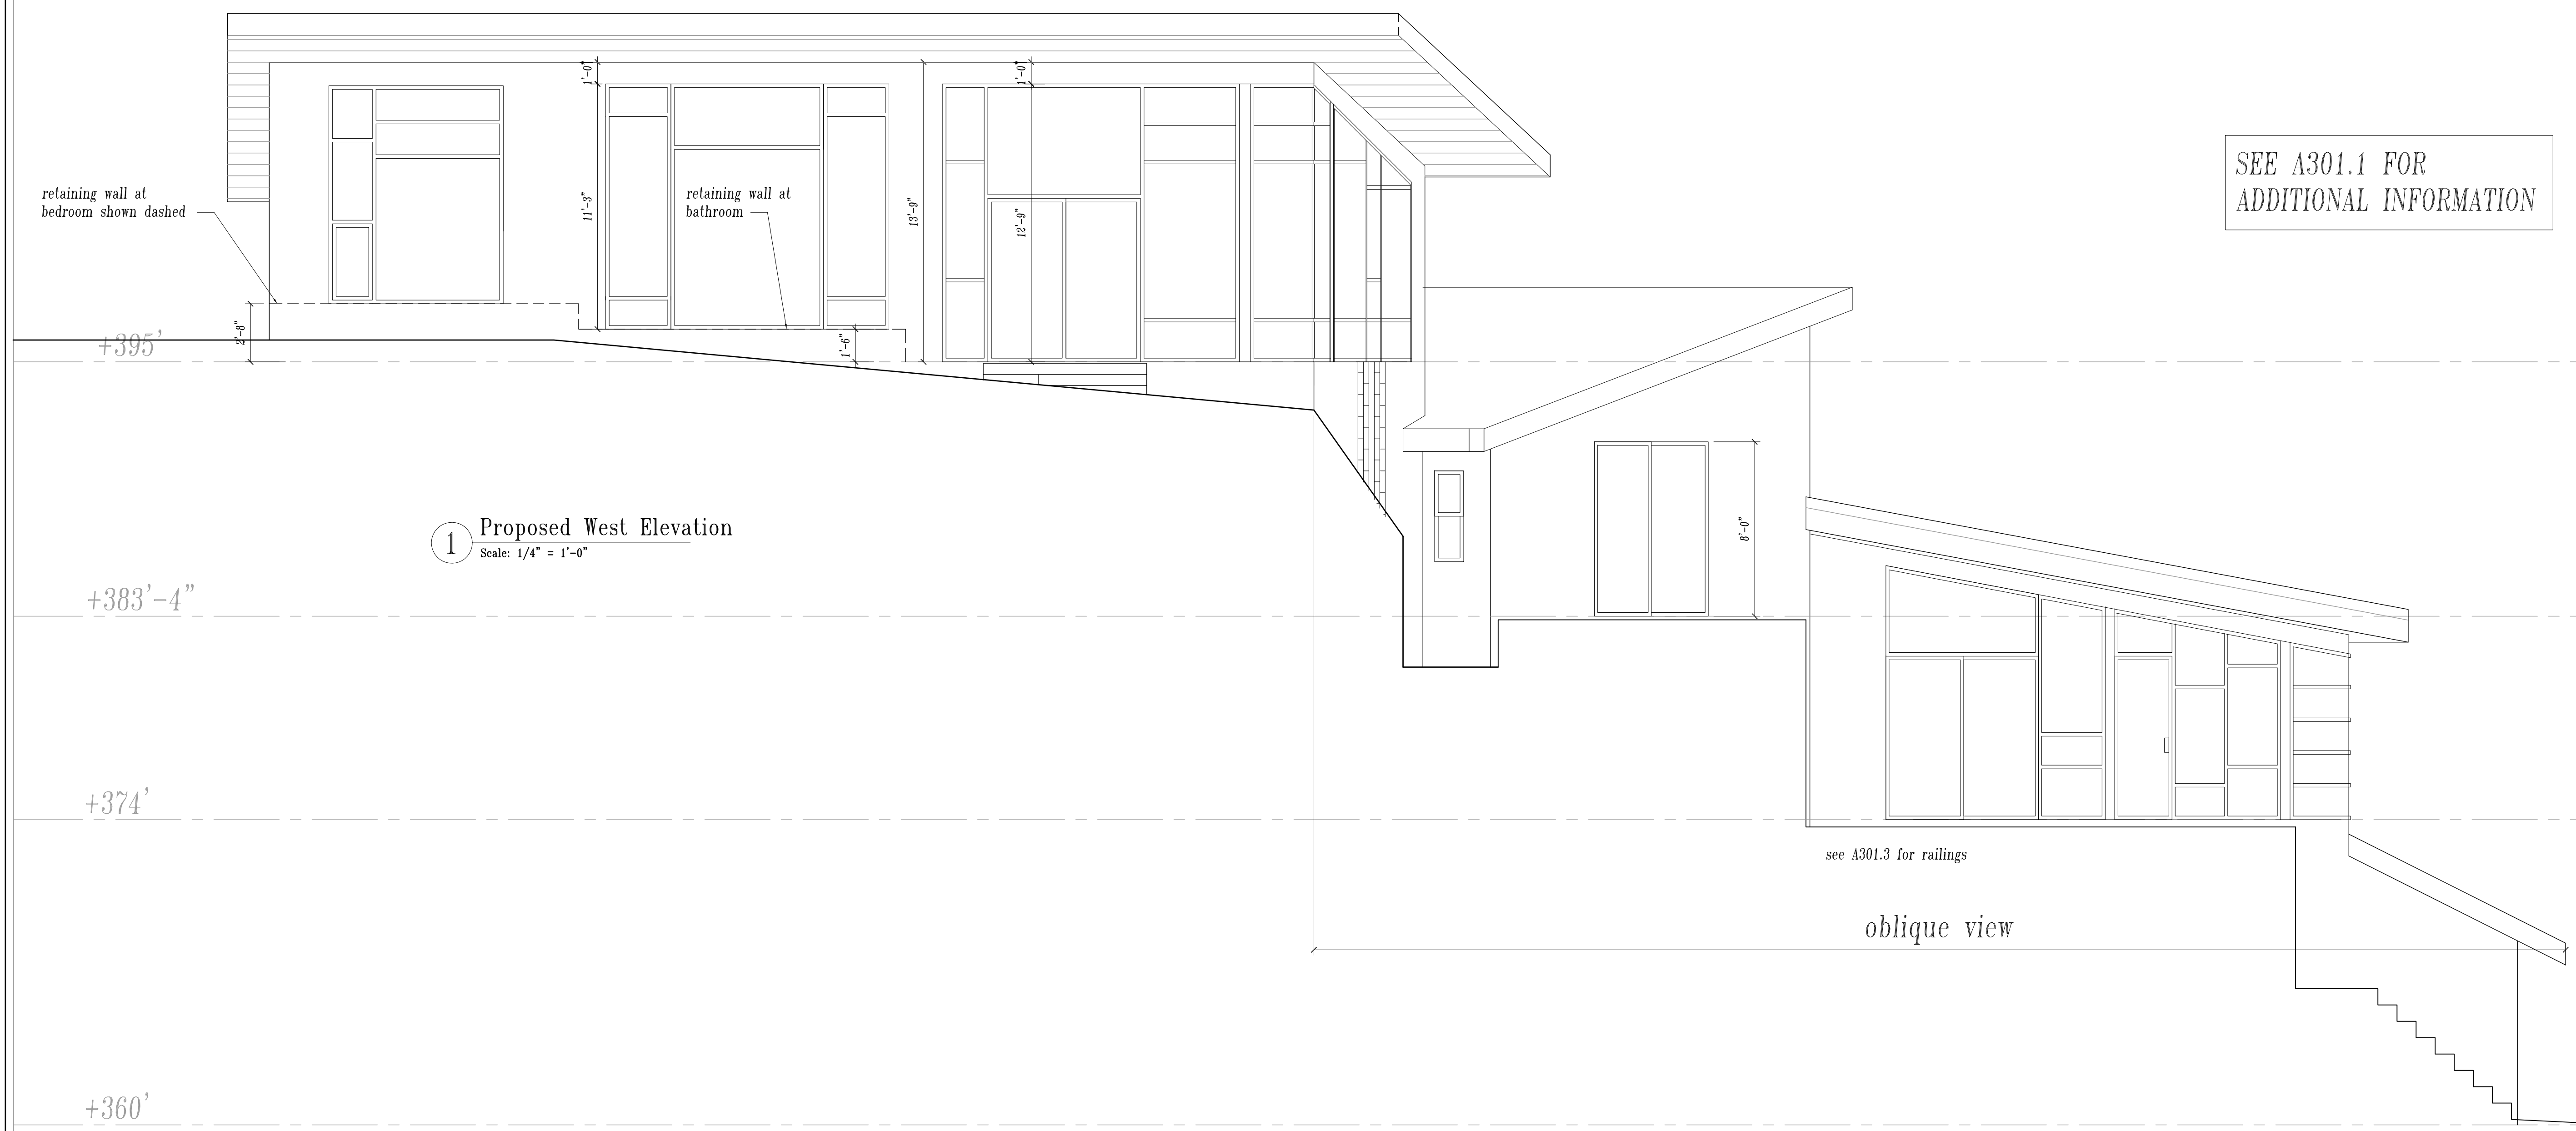 1'-0"
1'-0"
SEE A301.1 FOR
ADDITIONAL INFORMATION
retaining wall at
bedroom shown dashed
retaining wall at
bathroom
11'-3"
13'-9"
12'-9"
+395'
2'-8"
1'-6"
1
Proposed West Elevation
Scale: 1/4" = 1'-0"
8'-0"
+383'-4"
+374'
see A301.3 for railings
oblique view
+360'